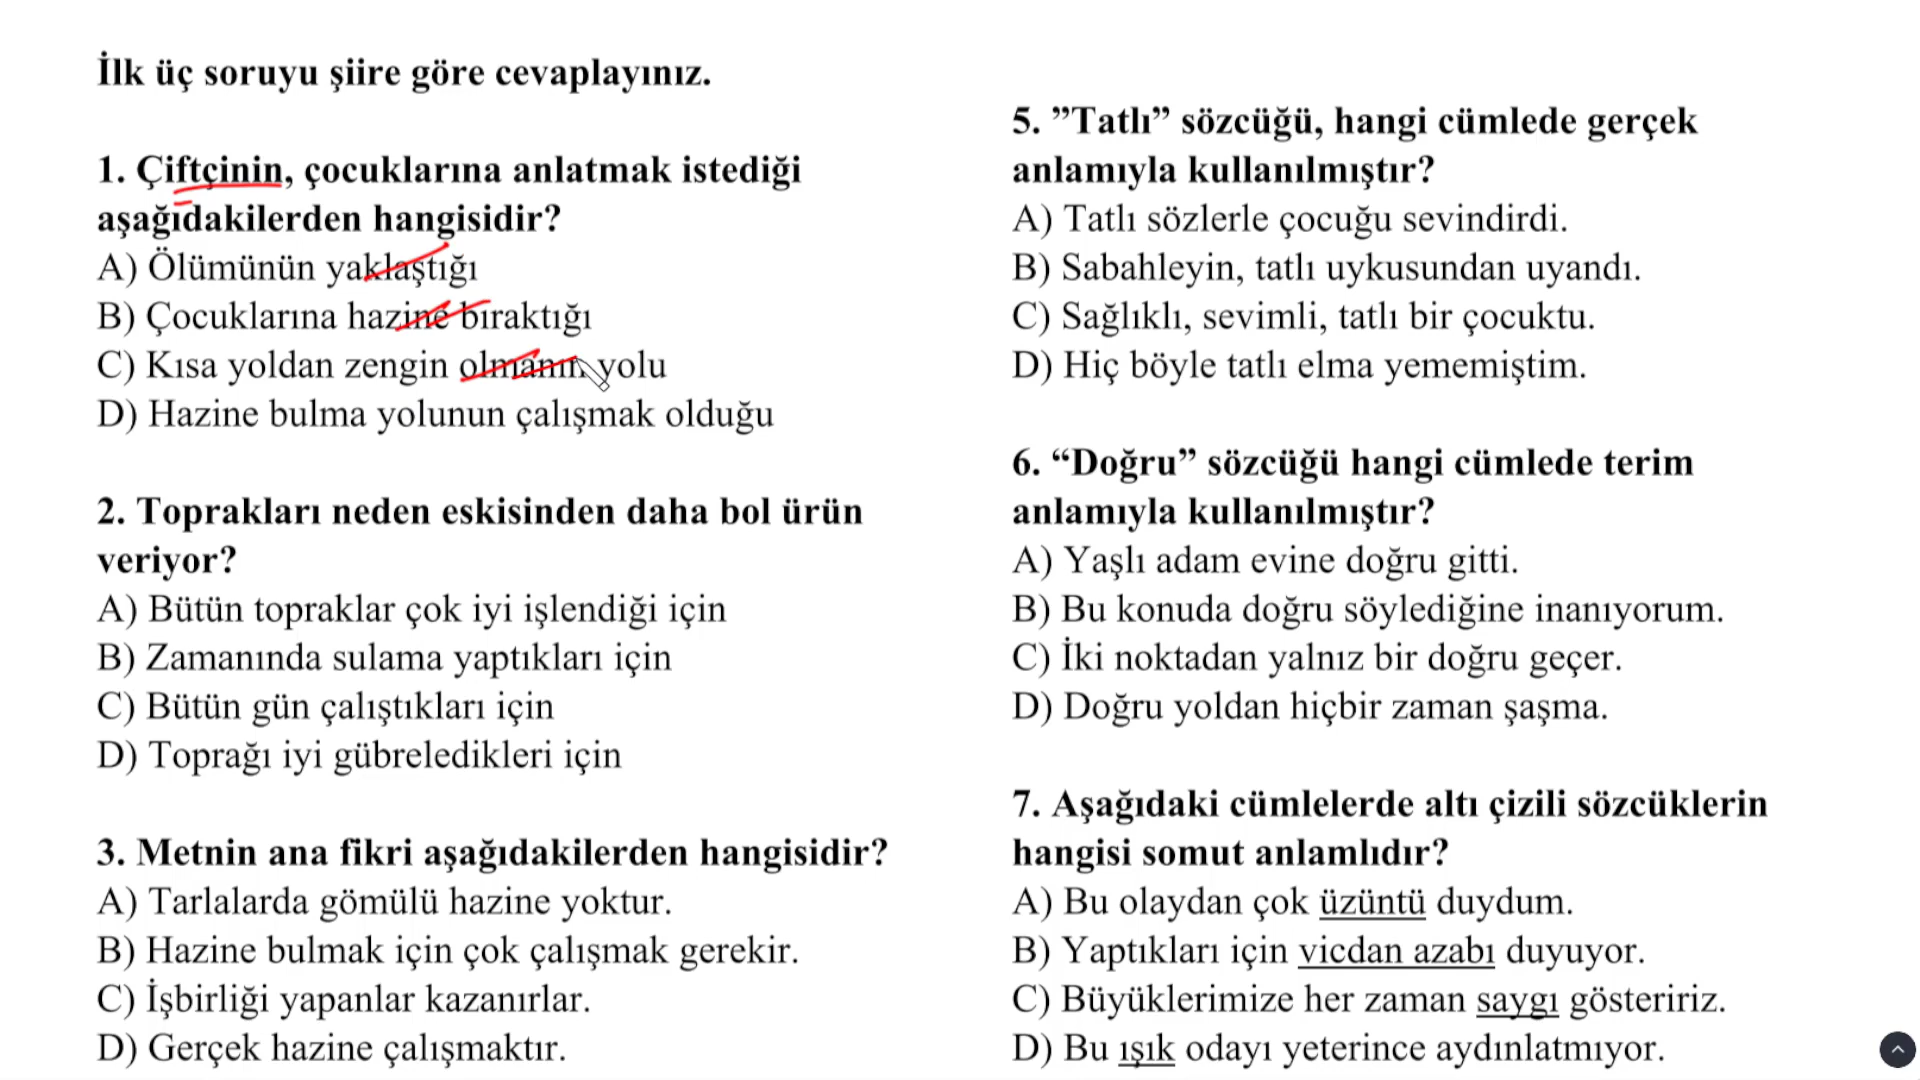 İlk üç soruyu şiire göre cevaplayınız.
1. Çiftçinin, çocuklarına anlatmak istediği
aşağıdakilerden hangisidir?
A) Ölümünün yaklaştığı
B) Çocuklarına hazine bıraktığı
C) Kısa yoldan zengin olmanın yolu
D) Hazine bulma yolunun çalışmak olduğu
2. Toprakları neden eskisinden daha bol ürün
veriyor?
A) Bütün topraklar çok iyi işlendiği için
B) Zamanında sulama yaptıkları için
C) Bütün gün çalıştıkları için
D) Toprağı iyi gübreledikleri için
3. Metnin ana fikri aşağıdakilerden hangisidir?
A) Tarlalarda gömülü hazine yoktur.
B) Hazine bulmak için çok çalışmak gerekir.
C) İşbirliği yapanlar kazanırlar.
D) Gerçek hazine çalışmaktır.
5. ”Tatlı” sözcüğü, hangi cümlede gerçek
anlamıyla kullanılmıştır?
A) Tatlı sözlerle çocuğu sevindirdi.
B) Sabahleyin, tatlı uykusundan uyandı.
C) Sağlıklı, sevimli, tatlı bir çocuktu.
D) Hiç böyle tatlı elma yememiştim.
6. “Doğru” sözcüğü hangi cümlede terim
anlamıyla kullanılmıştır?
A) Yaşlı adam evine doğru gitti.
B) Bu konuda doğru söylediğine inanıyorum.
C) İki noktadan yalnız bir doğru geçer.
D) Doğru yoldan hiçbir zaman şaşma.
7. Aşağıdaki cümlelerde altı çizili sözcüklerin
hangisi somut anlamlıdır?
A) Bu olaydan çok üzüntü duydum.
B) Yaptıkları için vicdan azabı duyuyor.
C) Büyüklerimize her zaman saygı gösteririz.
D) Bu ışık odayı yeterince aydınlatmıyor.